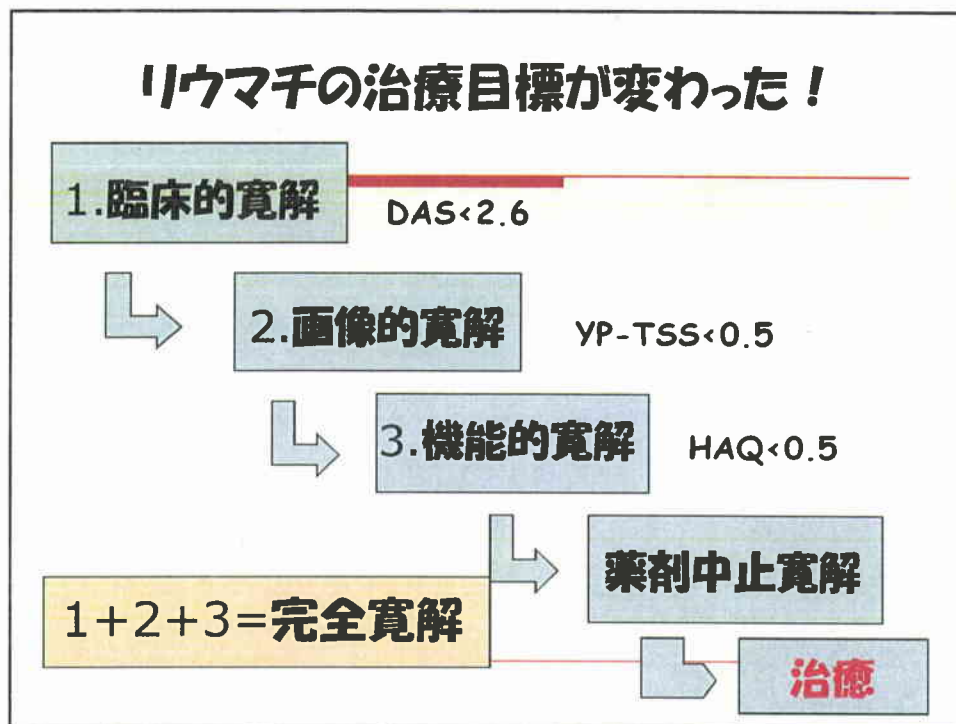 リウマチの治療目標が変わった！
1.臨床的寛解
DAS<2.6
2.画像的寛解
YP-TSS<0.5
3.機能的寛解
HAQ<0.5
薬剤中止寛解
1+2+3=完全寛解
治癒